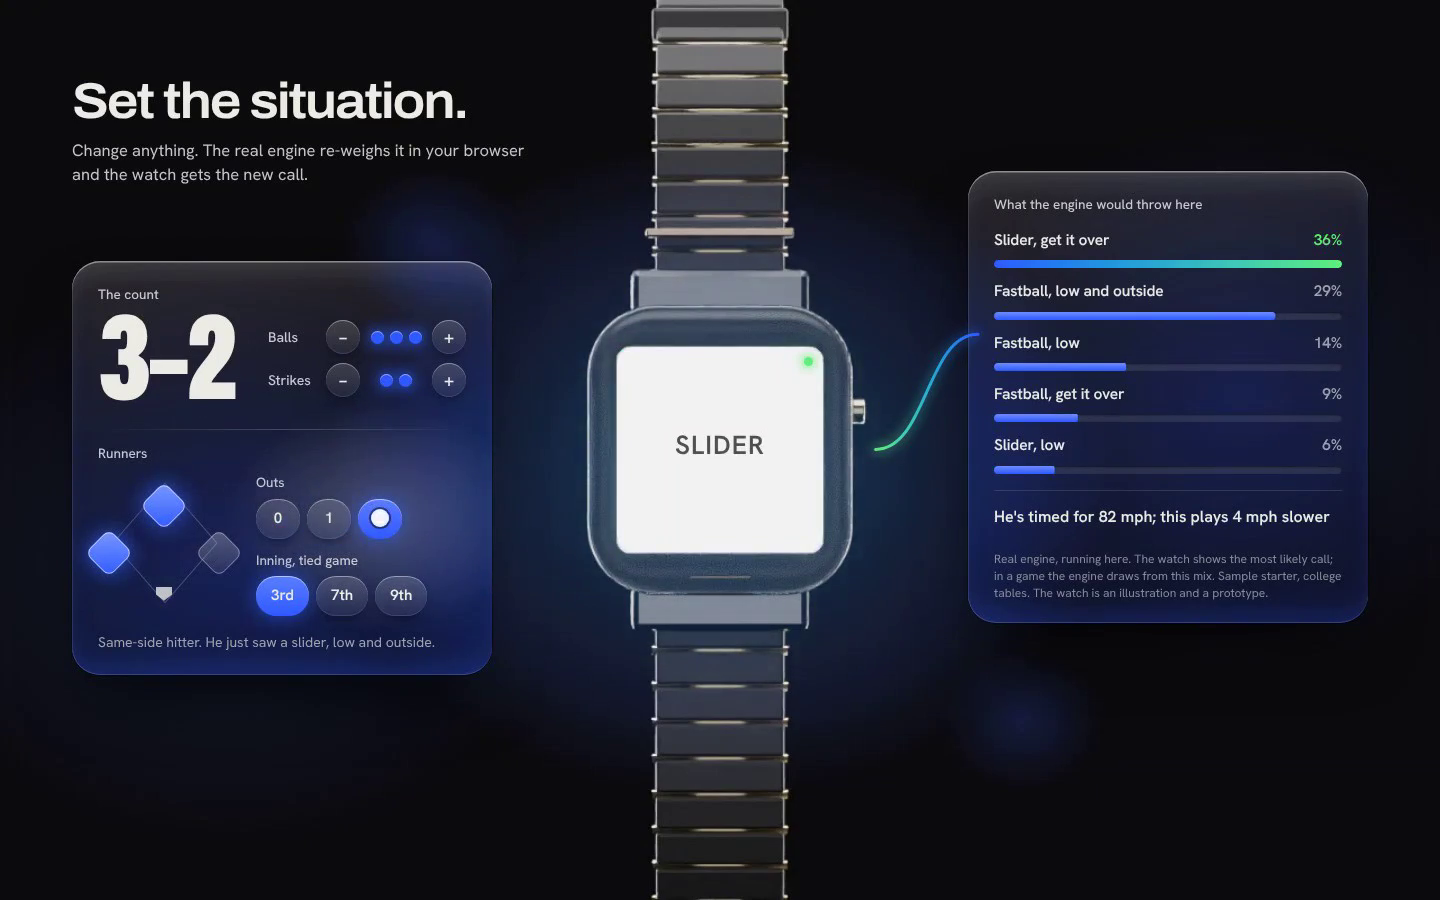 Set the situation.
Change anything. The real engine re-weighs it in your browser
and the watch gets the new call.
The count
3–2
Balls
–
+
Strikes
–
+
Runners
Outs
0
1
Inning, tied game
3rd
7th
9th
Same-side hitter. He just saw a slider, low and outside.
SLIDER
What the engine would throw here
Slider, get it over 36%
Fastball, low and outside 29%
Fastball, low 14%
Fastball, get it over 9%
Slider, low 6%
He's timed for 82 mph; this plays 4 mph slower
Real engine, running here. The watch shows the most likely call;
in a game the engine draws from this mix. Sample starter, college
tables. The watch is an illustration and a prototype.